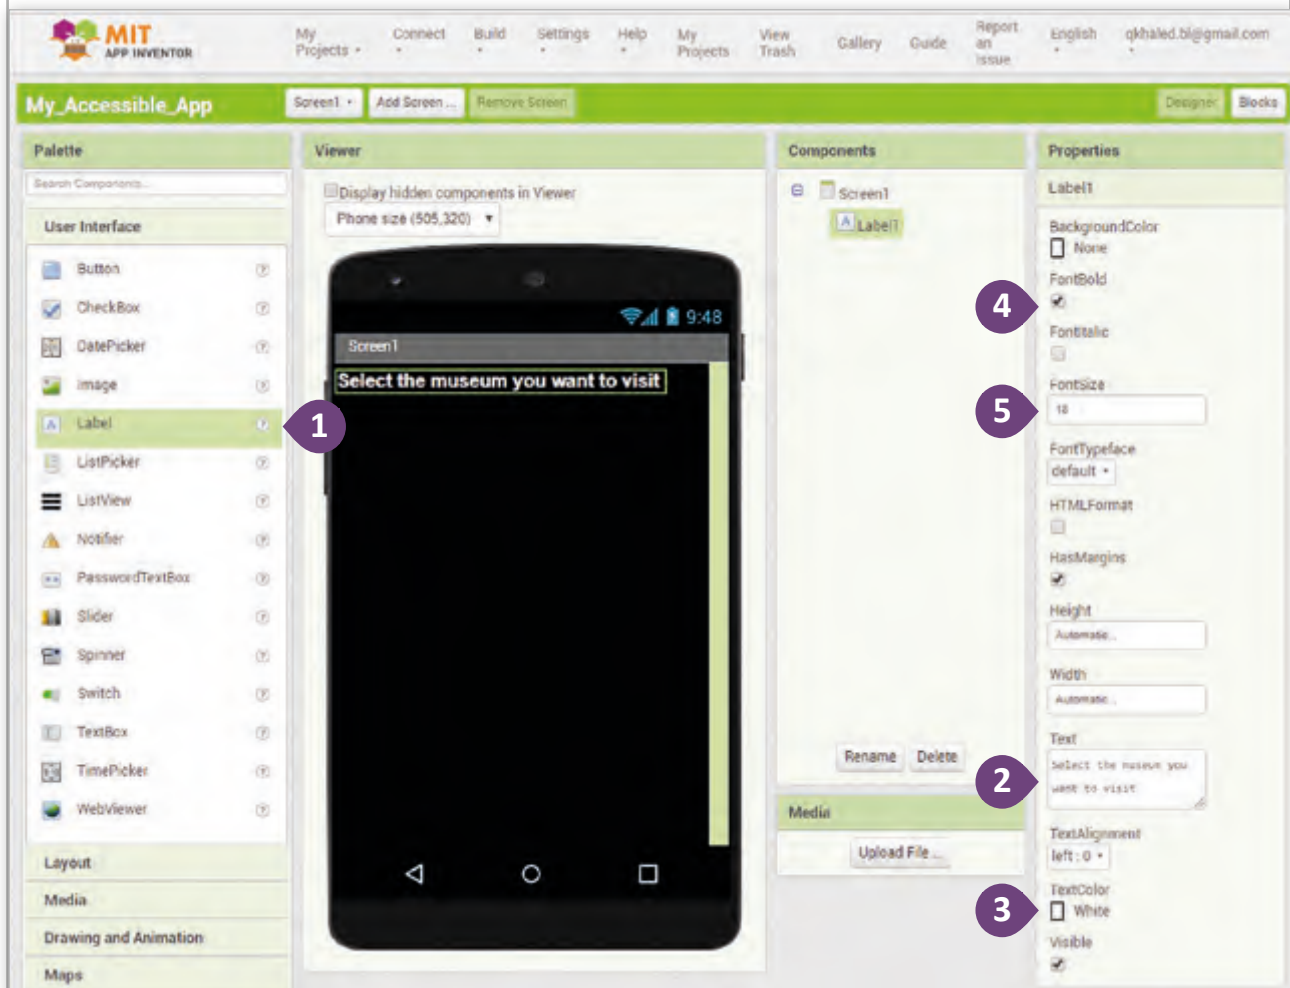 MIT
APP INVENTOR
My Projects
Connect
Build
Settings
Help
My Projects
View Trash
Gallery
Guide
Report an Issue
English
qkhaled.bl@gmail.com
My_Accessible_App
Screen1
Add Screen ...
Remove Screen
Designer
Blocks
Palette
Search Components...
User Interface
Button
CheckBox
DatePicker
Image
Label
1
ListPicker
ListView
Notifier
PasswordTextBox
Slider
Spinner
Switch
TextBox
TimePicker
WebViewer
Layout
Media
Drawing and Animation
Maps
Viewer
Display hidden components in Viewer
Phone size (505,320)
9:48
Screen1
Select the museum you want to visit
Components
Screen1
Label1
Rename
Delete
Media
Upload File ...
Properties
Label1
BackgroundColor
None
FontBold
4
FontItalic
FontSize
5
18
FontTypeface
default
HTMLFormat
HasMargins
Height
Automatic...
Width
Automatic...
Text
2
Select the museum you
want to visit
TextAlignment
left : 0
TextColor
3
White
Visible